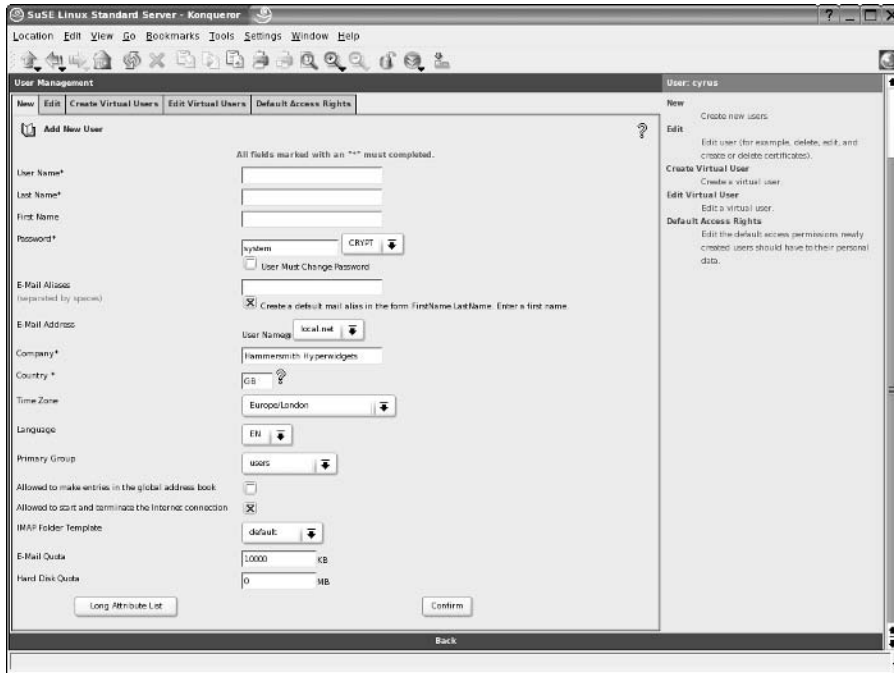 SuSE Linux Standard Server - Konqueror
Location Edit View Go Bookmarks Tools Settings Window Help
User Management
New Edit Create Virtual Users Edit Virtual Users Default Access Rights
Add New User
All fields marked with an "*" must completed.
User Name*
Last Name*
First Name
Password*
system
CRYPT
User Must Change Password
E-Mail Aliases
(separated by spaces)
Create a default mail alias in the form FirstName.LastName. Enter a first name.
E-Mail Address
User Name@ local.net
Company*
Hammersmith Hyperwidgets
Country *
GB
Time Zone
Europe/London
Language
EN
Primary Group
users
Allowed to make entries in the global address book
Allowed to start and terminate the Internet connection
IMAP Folder Template
default
E-Mail Quota
10000 KB
Hard Disk Quota
0 MB
Long Attribute List
Confirm
Back
User: cyrus
New
Create new users.
Edit
Edit user (for example, delete, edit, and
create or delete certificates).
Create Virtual User
Create a virtual user.
Edit Virtual User
Edit a virtual user.
Default Access Rights
Edit the default access permissions newly
created users should have to their personal
data.